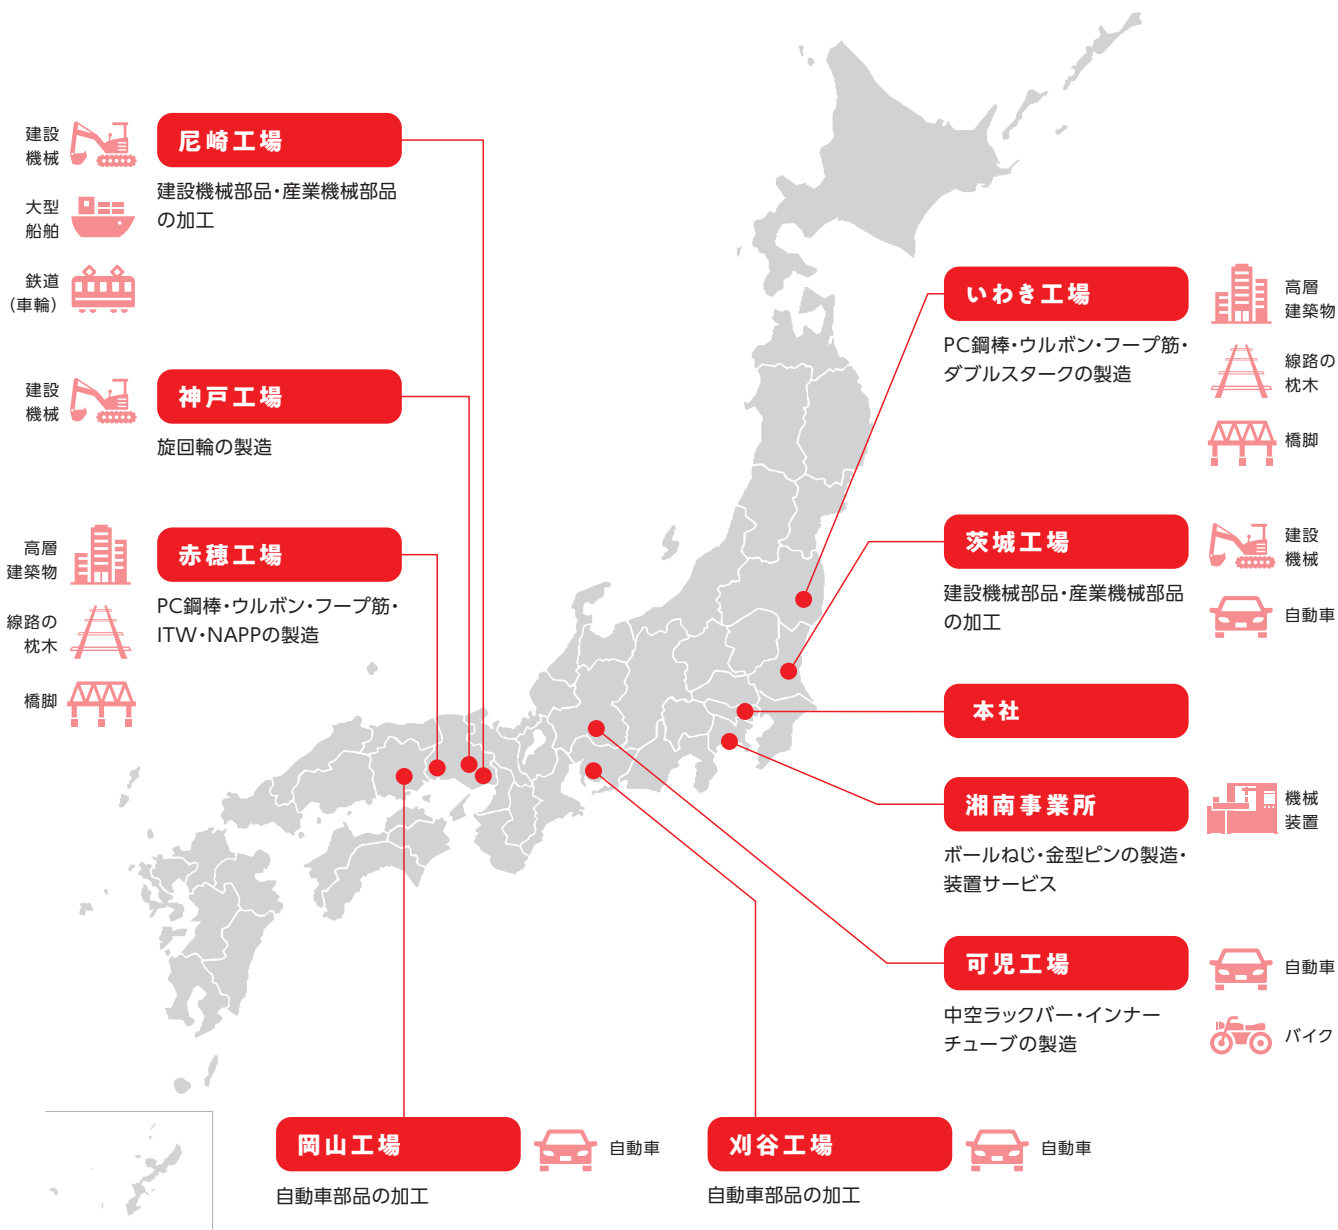 建設
機械
尼崎工場
建設機械部品・産業機械部品
の加工
大型
船舶
鉄道
（車輪）
建設
機械
神戸工場
旋回輪の製造
高層
建築物
赤穂工場
PC鋼棒・ウルボン・フープ筋・
ITW・NAPPの製造
線路の
枕木
橋脚
いわき工場
PC鋼棒・ウルボン・フープ筋・
ダブルスタークの製造
高層
建築物
線路の
枕木
橋脚
茨城工場
建設機械部品・産業機械部品
の加工
建設
機械
自動車
本社
湘南事業所
ボールねじ・金型ピンの製造・
装置サービス
機械
装置
可児工場
中空ラックバー・インナー
チューブの製造
自動車
バイク
岡山工場
自動車部品の加工
自動車
刈谷工場
自動車部品の加工
自動車